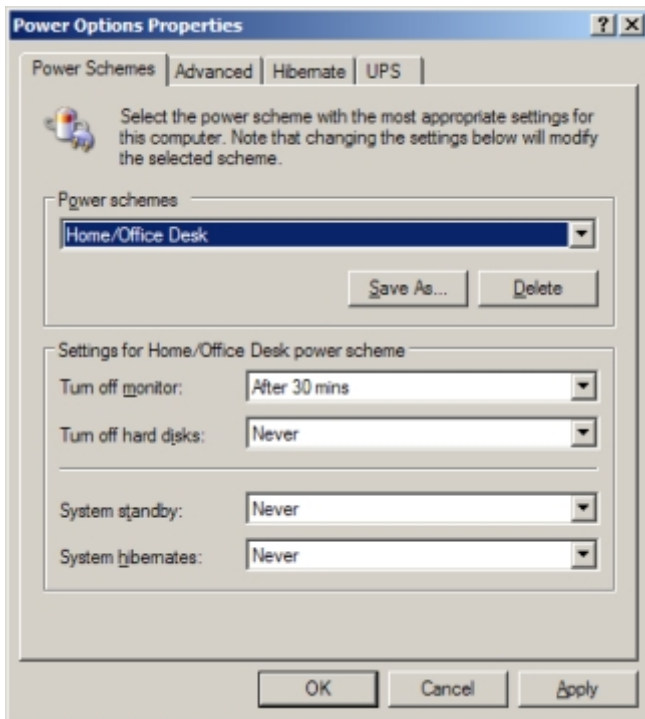 Power Options Properties
Power Schemes Advanced Hibernate UPS
Select the power scheme with the most appropriate settings for
this computer. Note that changing the settings below will modify
the selected scheme.
Power schemes
Home/Office Desk
Save As... Delete
Settings for Home/Office Desk power scheme
Turn off monitor: After 30 mins
Turn off hard disks: Never
System standby: Never
System hibernates: Never
OK Cancel Apply